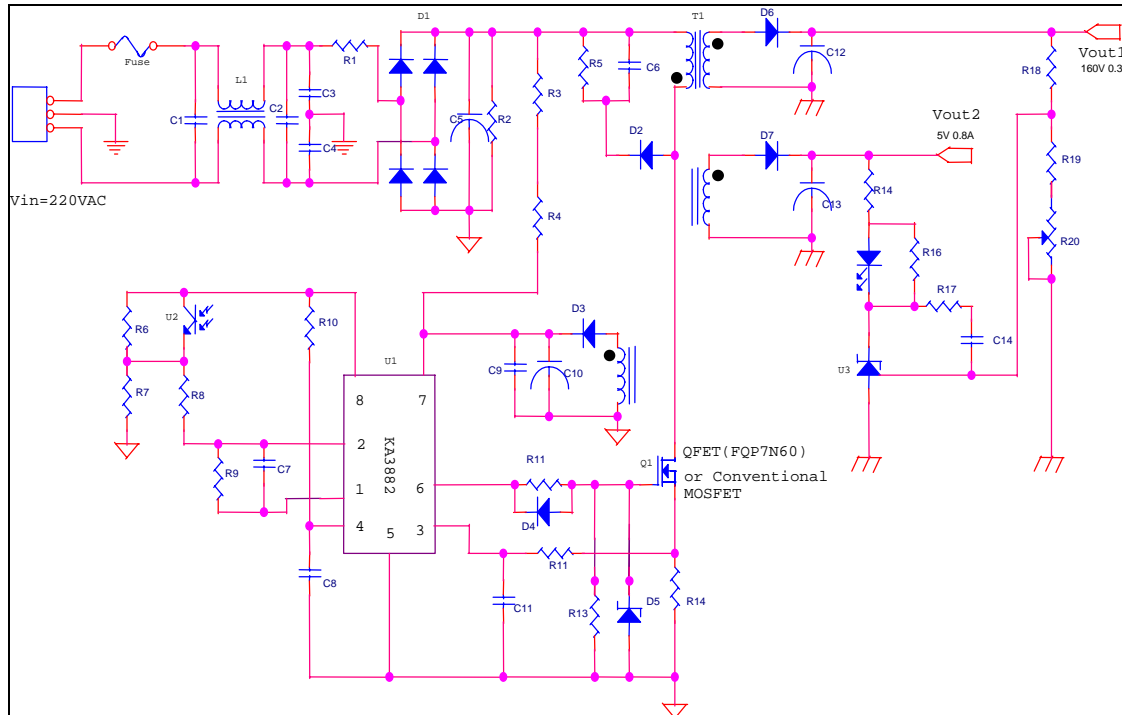 D1
T1
D6
Fuse
L1
R1
R5
C6
C12
Vout1
160V 0.3
R18
C1
C2
C3
C4
C5
R2
R3
D2
D7
Vout2
5V 0.8A
R19
Vin=220VAC
R4
C13
R14
R20
R16
R17
R6
U2
R10
D3
C14
U1
C9
C10
U3
R7
R8
8
7
KA3882
2
1
4
5
6
3
R9
C7
R11
D4
Q1
QFET(FQP7N60)
or Conventional
MOSFET
R11
C8
C11
R13
D5
R14